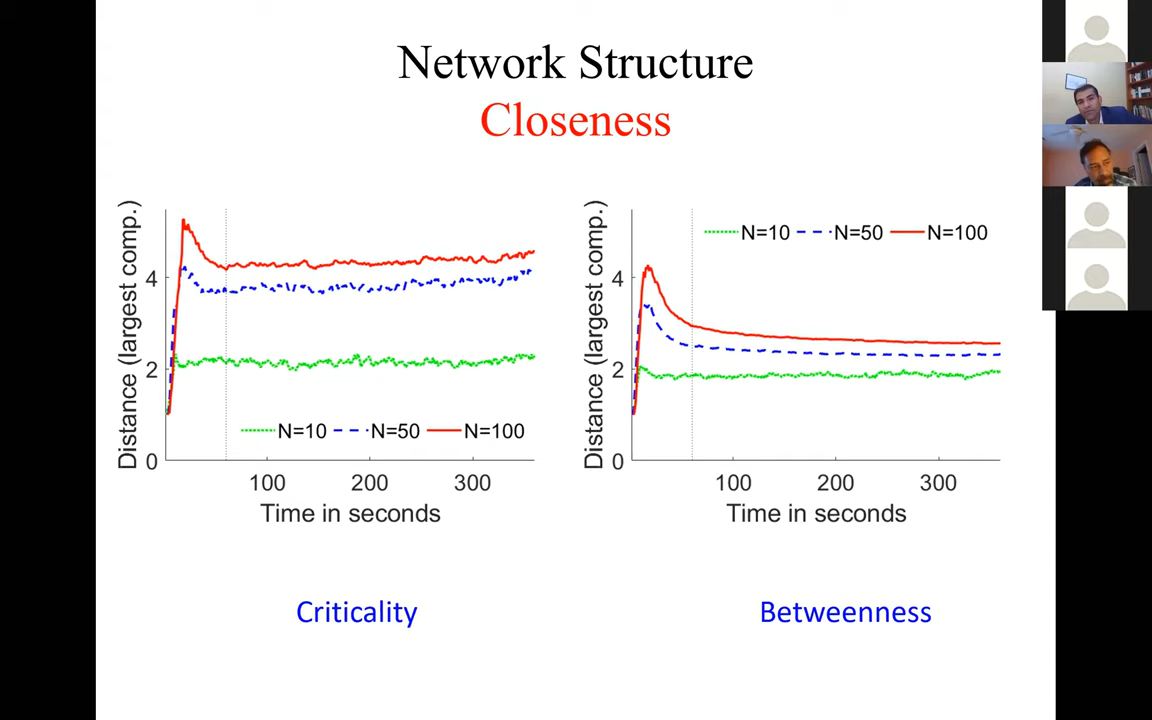 Network Structure
Closeness
Distance (largest comp.)
4
2
0
N=10 N=50 N=100
100 200 300
Time in seconds
Criticality
Distance (largest comp.)
4
2
0
N=10 N=50 N=100
100 200 300
Time in seconds
Betweenness